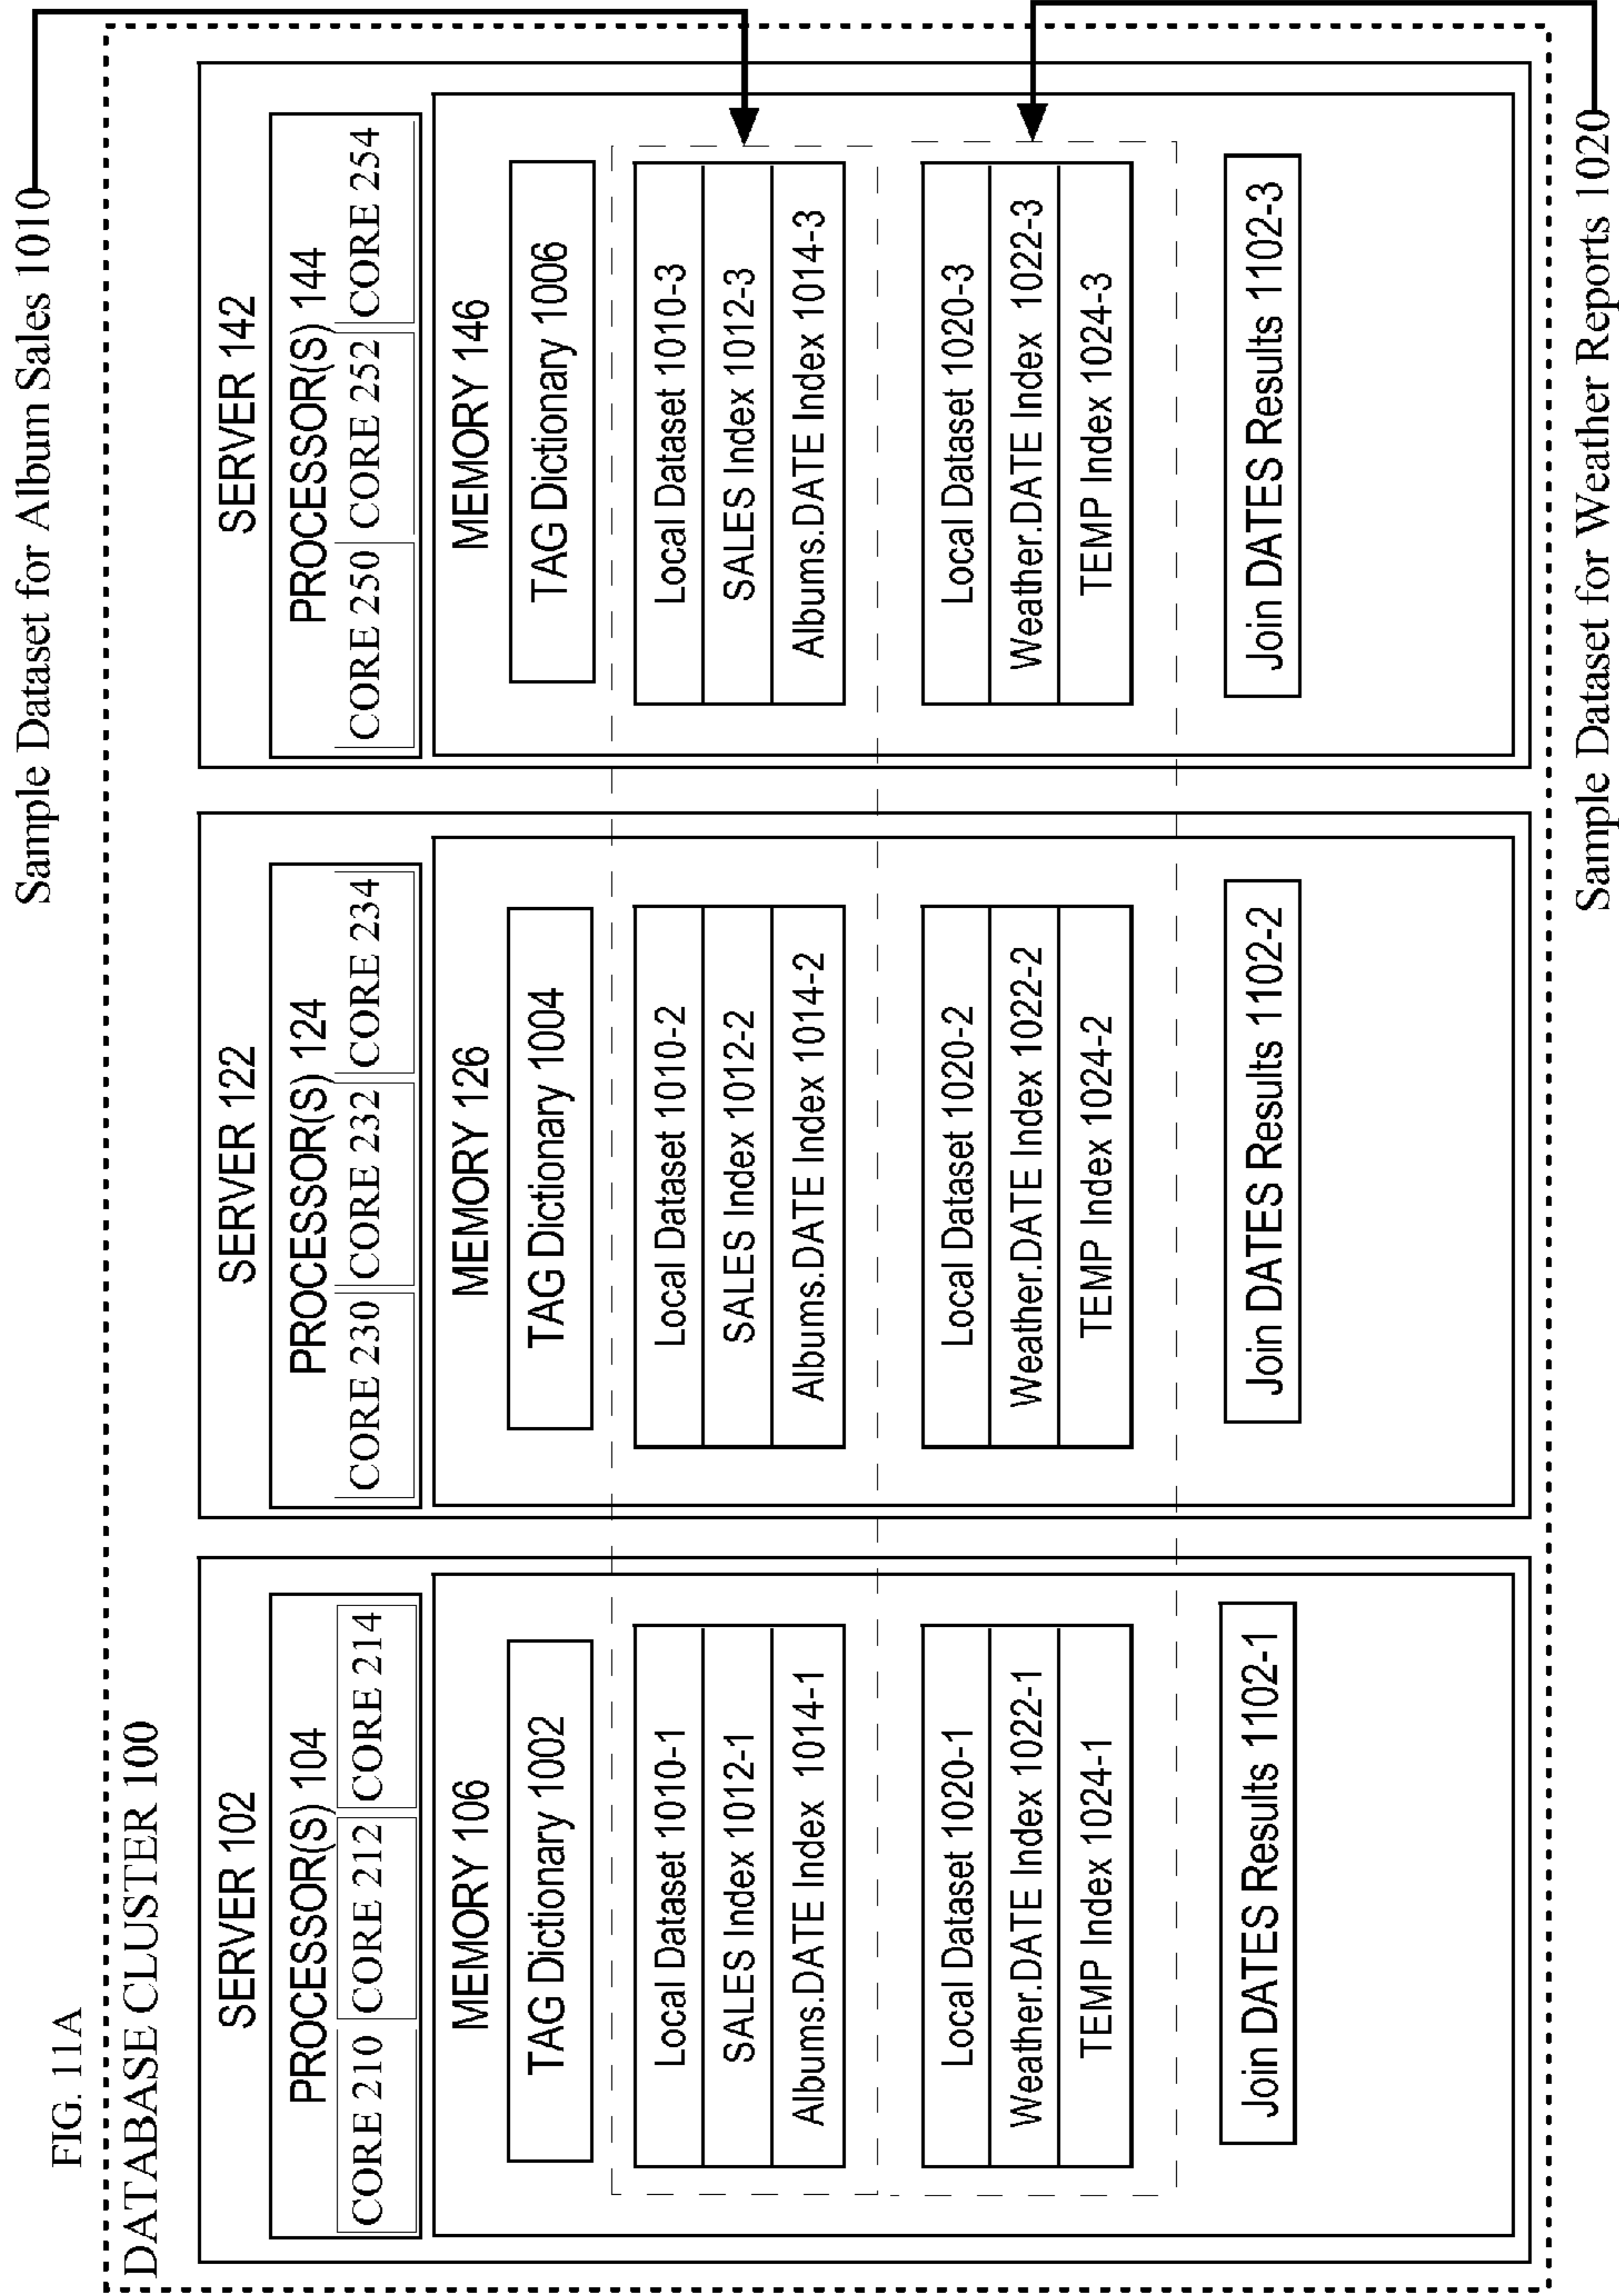 FIG. 11A
Sample Dataset for Album Sales 1010
DATABASE CLUSTER 100
SERVER 102
PROCESSOR(S) 104
CORE 210
CORE 212
CORE 214
MEMORY 106
TAG Dictionary 1002
Local Dataset 1010-1
SALES Index 1012-1
Albums.DATE Index 1014-1
Local Dataset 1020-1
Weather.DATE Index 1022-1
TEMP Index 1024-1
Join DATES Results 1102-1
SERVER 122
PROCESSOR(S) 124
CORE 230
CORE 232
CORE 234
MEMORY 126
TAG Dictionary 1004
Local Dataset 1010-2
SALES Index 1012-2
Albums.DATE Index 1014-2
Local Dataset 1020-2
Weather.DATE Index 1022-2
TEMP Index 1024-2
Join DATES Results 1102-2
SERVER 142
PROCESSOR(S) 144
CORE 250
CORE 252
CORE 254
MEMORY 146
TAG Dictionary 1006
Local Dataset 1010-3
SALES Index 1012-3
Albums.DATE Index 1014-3
Local Dataset 1020-3
Weather.DATE Index 1022-3
TEMP Index 1024-3
Join DATES Results 1102-3
Sample Dataset for Weather Reports 1020